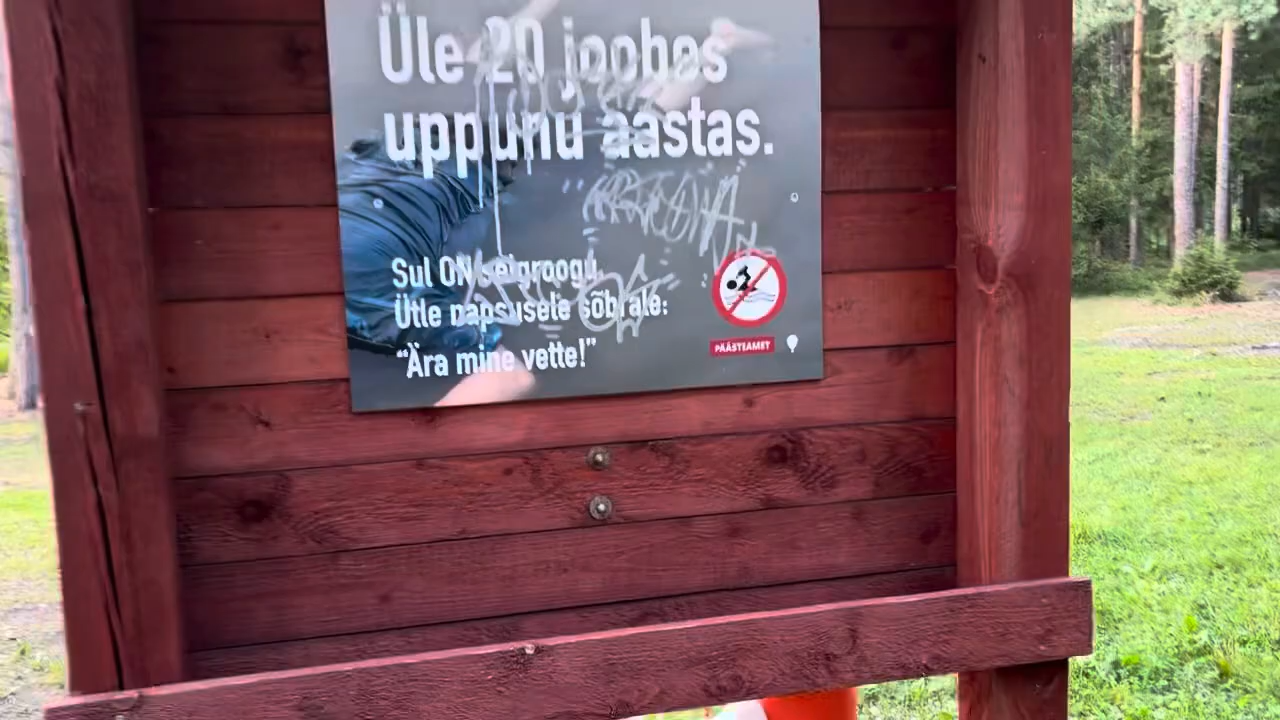 Üle 20 joobes
uppunu aastas.
Sul ON selgroogu.
Ütle napsusele sõbrale:
“Ära mine vette!”
PÄÄSTEAMET